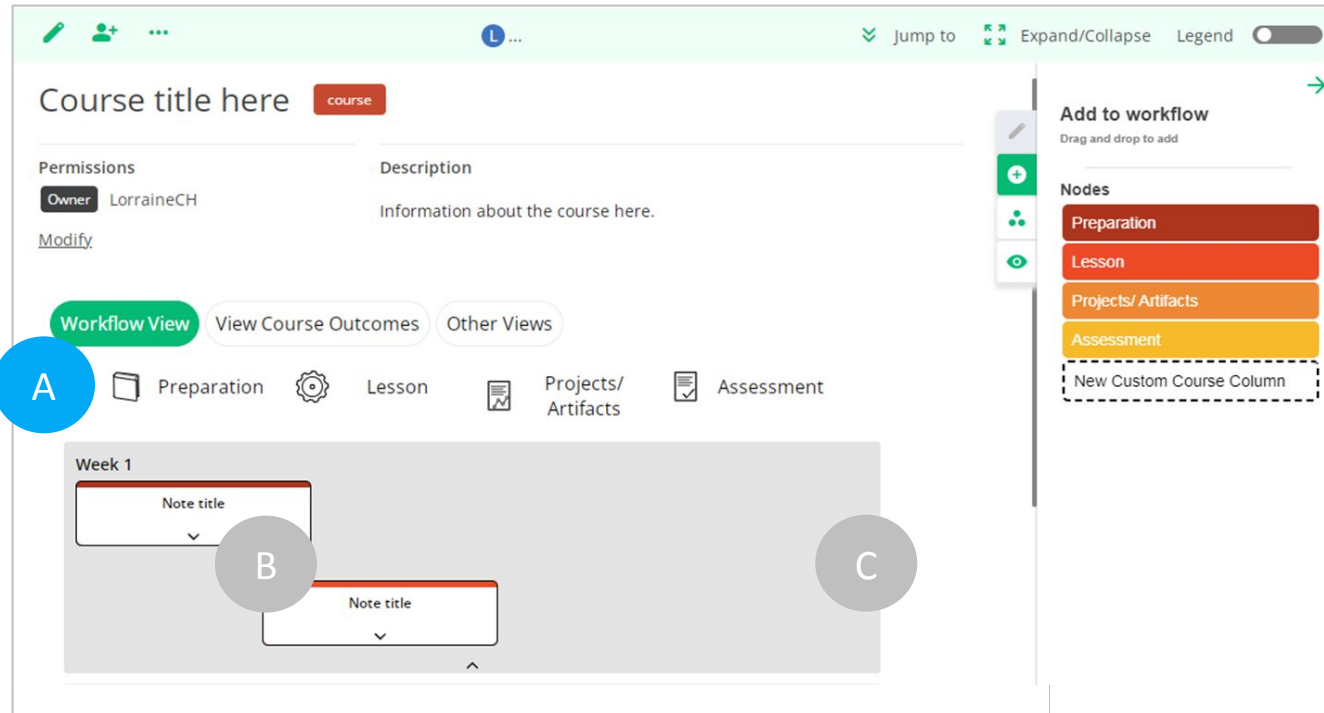 L ...
Jump to
Expand/Collapse
Legend
Course title here
course
Permissions
Owner LorraineCH
Modify
Description
Information about the course here.
Workflow View
View Course Outcomes
Other Views
A
Preparation
Lesson
Projects/
Artifacts
Assessment
Week 1
Note title
B
Note title
C
Add to workflow
Drag and drop to add
Nodes
Preparation
Lesson
Projects/ Artifacts
Assessment
New Custom Course Column